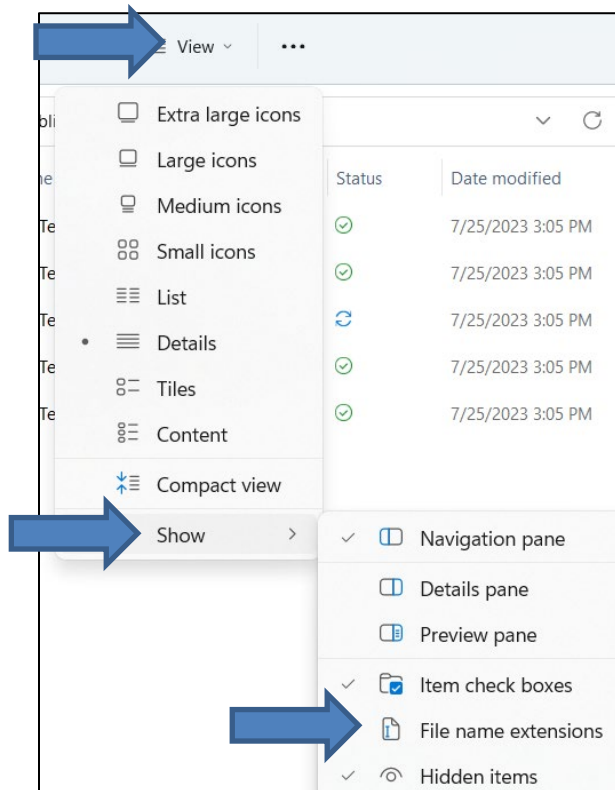 View
•••
Extra large icons
Large icons
Status
Date modified
Medium icons
7/25/2023 3:05 PM
Small icons
7/25/2023 3:05 PM
List
7/25/2023 3:05 PM
Details
7/25/2023 3:05 PM
Tiles
7/25/2023 3:05 PM
Content
Compact view
Show
Navigation pane
Details pane
Preview pane
Item check boxes
File name extensions
Hidden items